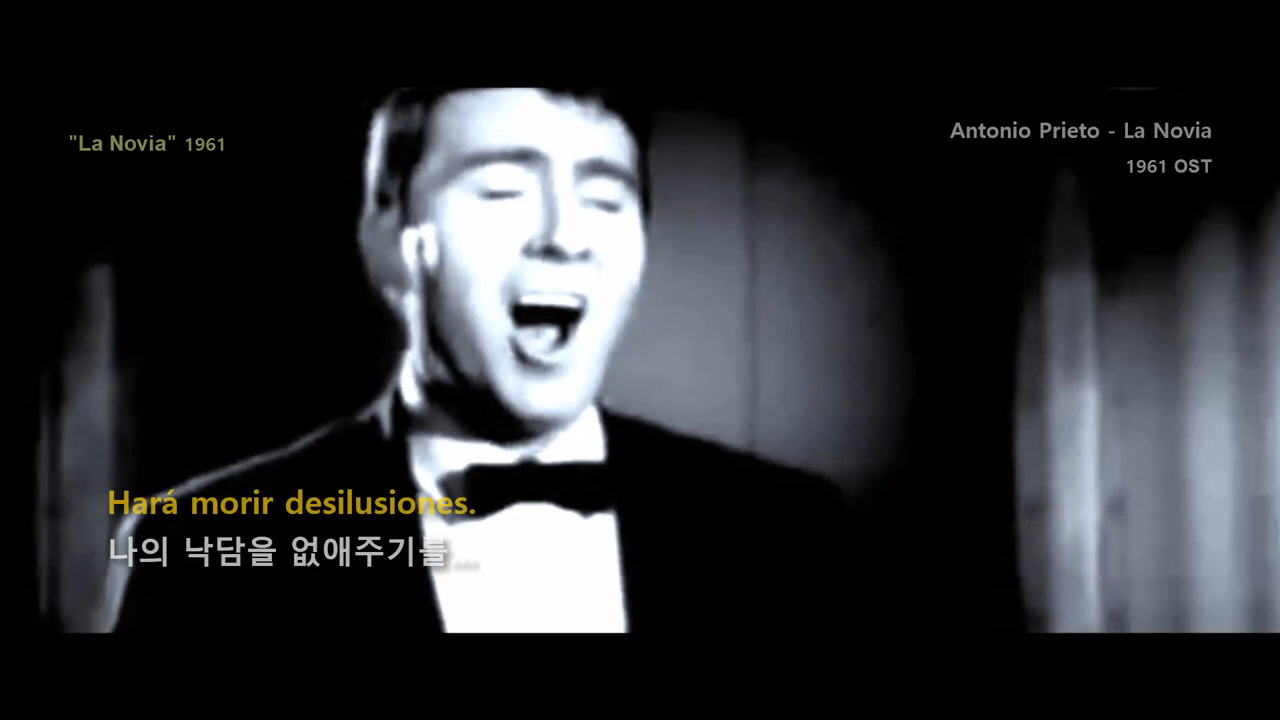 "La Novia" 1961
Antonio Prieto - La Novia
1961 OST
Hará morir desilusiones.
나의 낙담을 없애주기를...